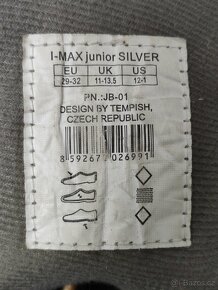 I-MAX junior SILVER
EU UK US
29-32 11-13,5 12-1
P.N.:JB-01
DESIGN BY TEMPISH,
CZECH REPUBLIC
8 592678 026991